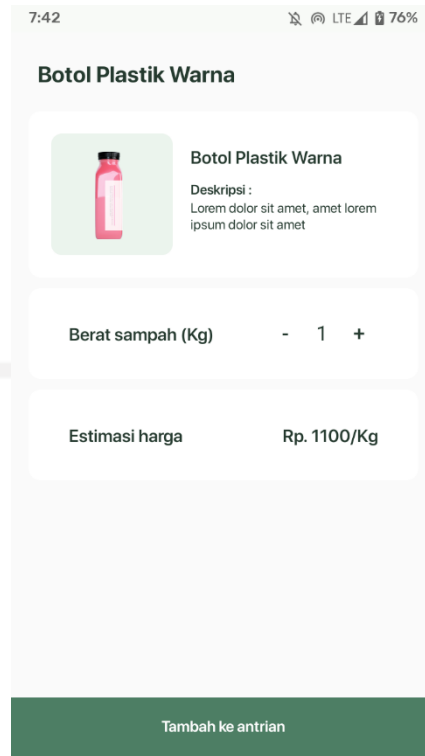 7:42 LTE 76%
Botol Plastik Warna
Botol Plastik Warna
Deskripsi :
Lorem dolor sit amet, amet lorem
ipsum dolor sit amet
Berat sampah (Kg) - 1 +
Estimasi harga Rp. 1100/Kg
Tambah ke antrian